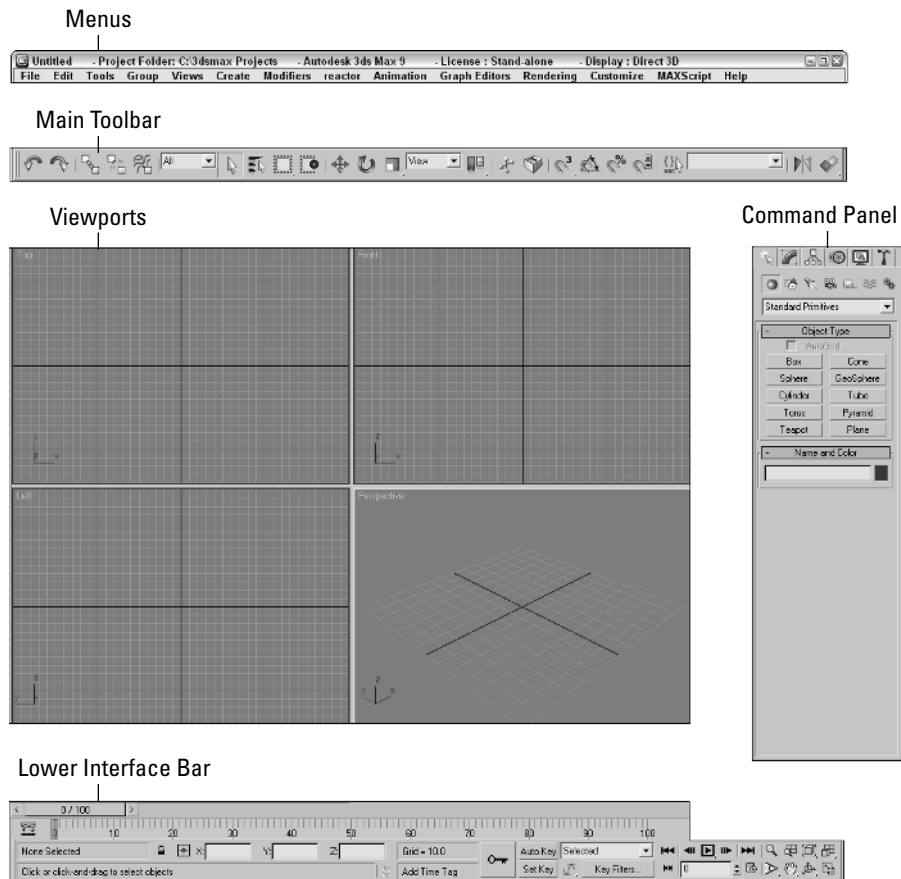 Menus
Untitled - Project Folder: C:\3dsmax Projects - Autodesk 3ds Max 9 - License : Stand-alone - Display : Direct 3D
File Edit Tools Group Views Create Modifiers reactor Animation Graph Editors Rendering Customize MAXScript Help
Main Toolbar
All
View
3
%
ABC
Viewports
Command Panel
Top
Front
Standard Primitives
- Object Type
AutoGrid
Box Cone
Sphere GeoSphere
Cylinder Tube
Torus Pyramid
Teapot Plane
- Name and Color
z
x
z
x
Left
Perspective
z
y
z
y x
Lower Interface Bar
< 0 / 100 >
0 10 20 30 40 50 60 70 80 90 100
None Selected X: Y: Z: Grid = 10.0 Auto Key Selected
Click or click-and-drag to select objects Add Time Tag Set Key Key Filters... 0